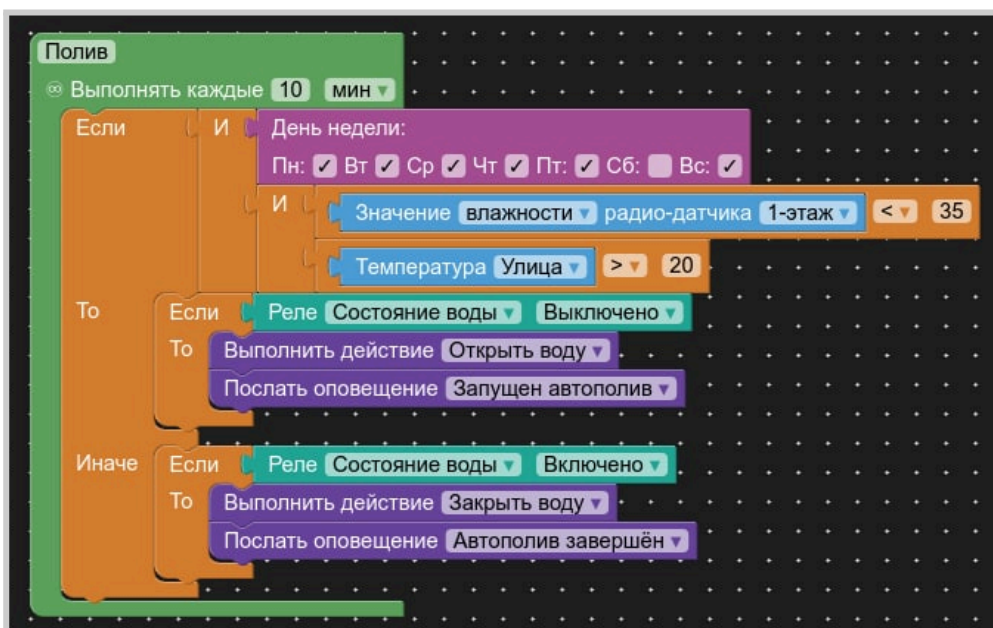 Полив
Выполнять каждые 10 мин
Если И День недели:
Пн: Вт Ср Чт Пт: Сб: Вс:
И Значение влажности радио-датчика 1-этаж < 35
Температура Улица > 20
То Если Реле Состояние воды Выключено
То Выполнить действие Открыть воду
Послать оповещение Запущен автополив
Иначе Если Реле Состояние воды Включено
То Выполнить действие Закрыть воду
Послать оповещение Автополив завершён